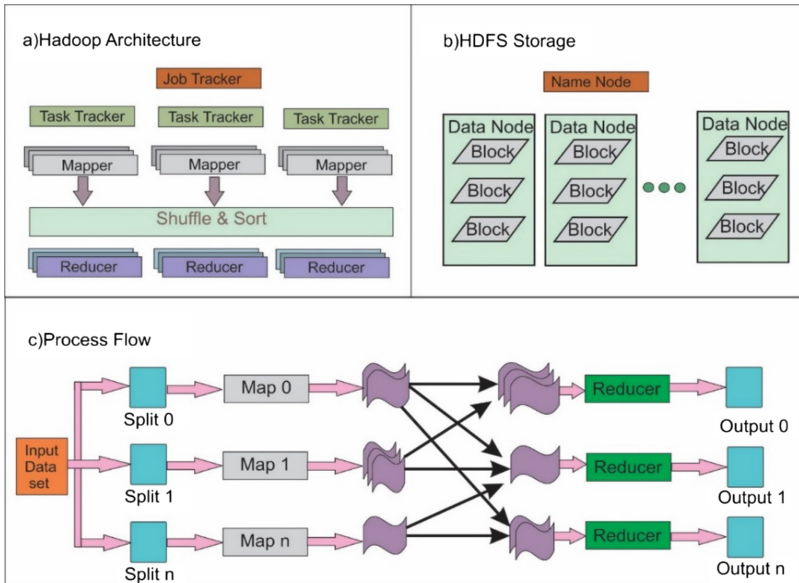 a)Hadoop Architecture
Job Tracker
Task Tracker Task Tracker Task Tracker
Mapper Mapper Mapper
Shuffle & Sort
Reducer Reducer Reducer
b)HDFS Storage
Name Node
Data Node Data Node Data Node
Block Block Block
Block Block Block
Block Block Block
c)Process Flow
Input
Data
set
Split 0 Map 0 Reducer Output 0
Split 1 Map 1 Reducer Output 1
Split n Map n Reducer Output n